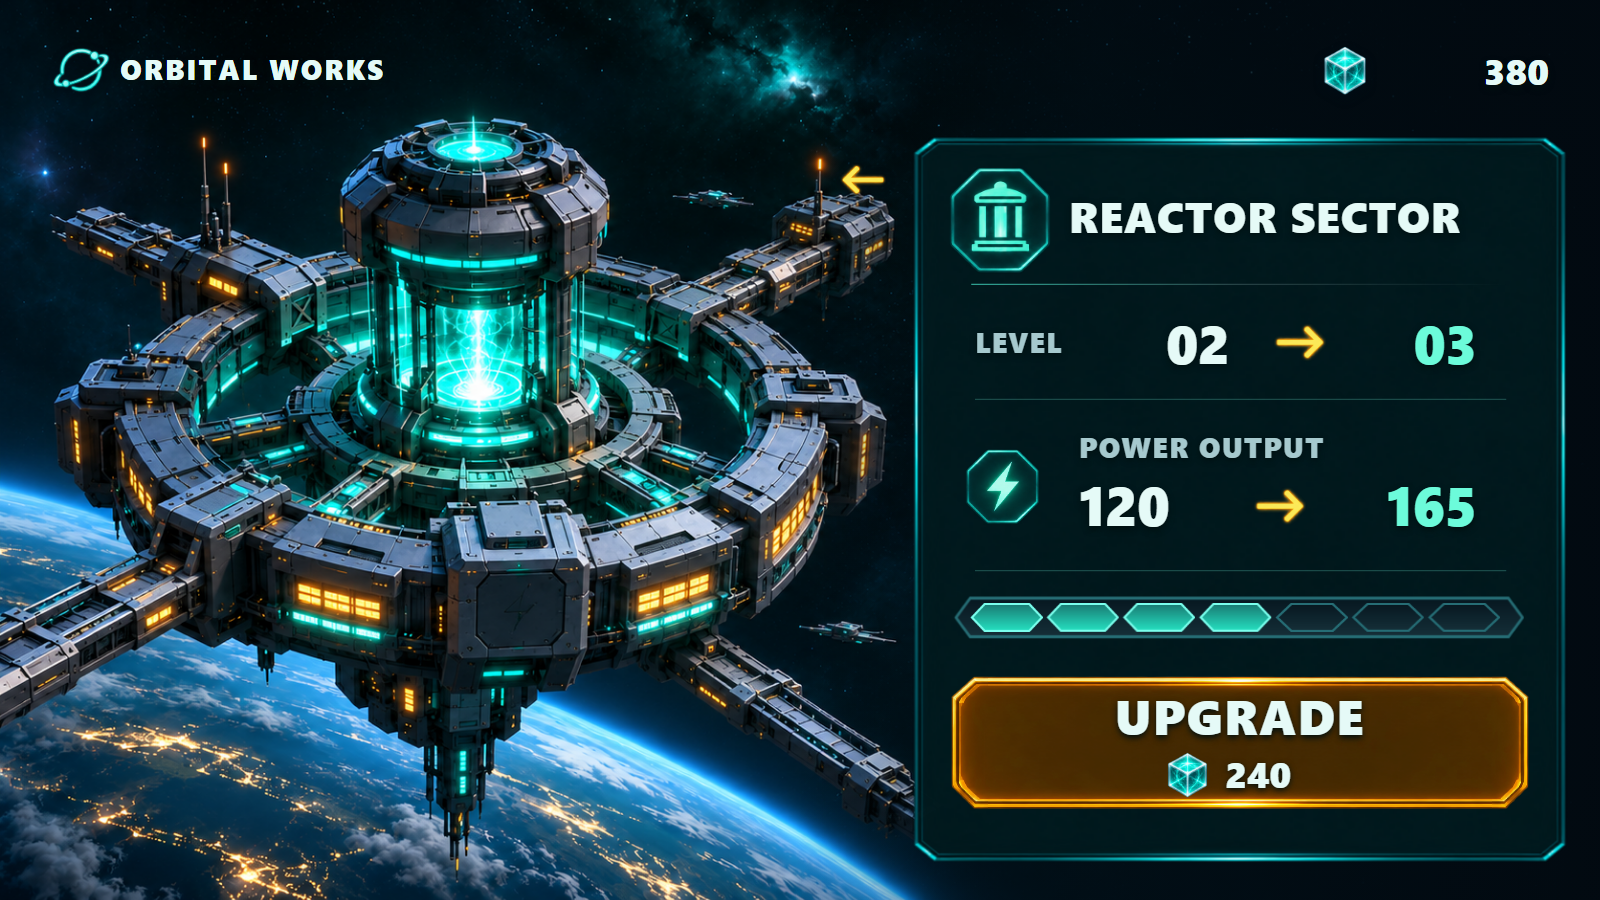 ORBITAL WORKS
380
REACTOR SECTOR
LEVEL 02 → 03
POWER OUTPUT
120 → 165
UPGRADE
240